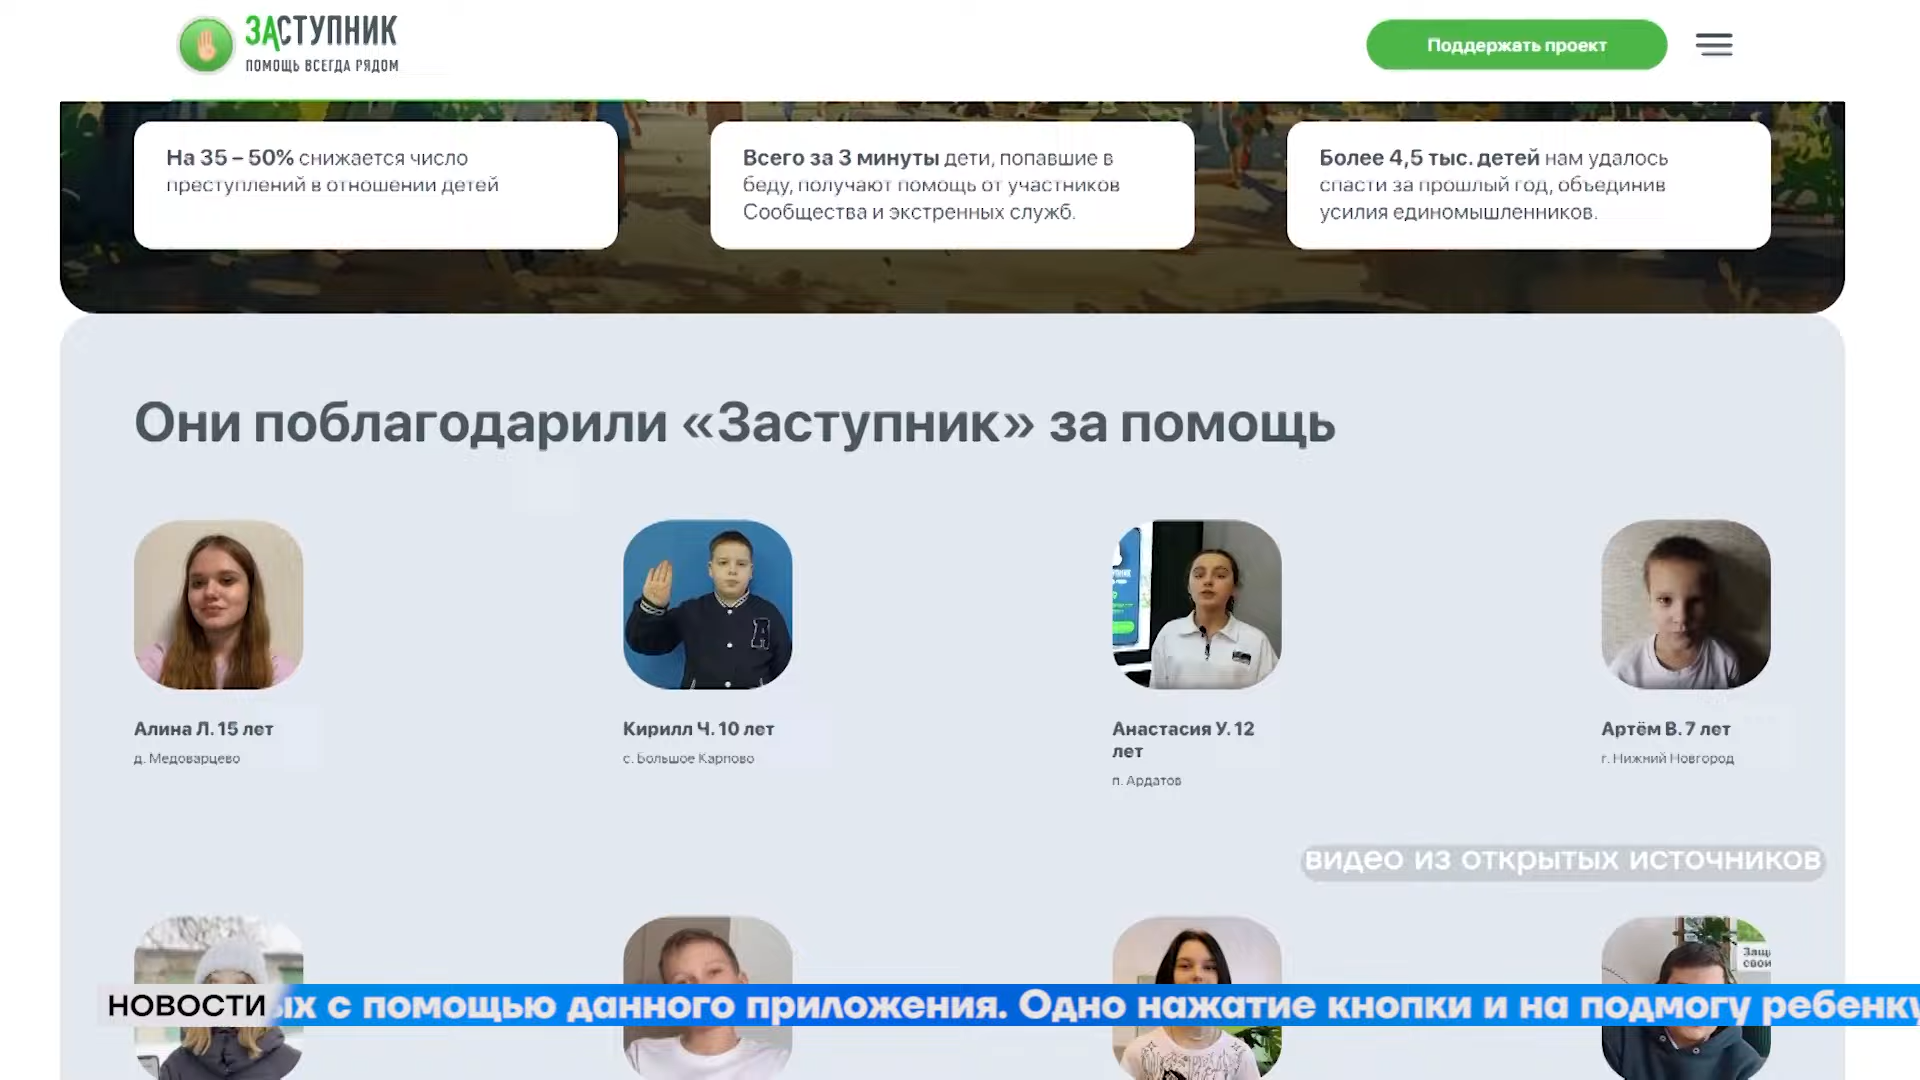 ЗАСТУПНИК
ПОМОЩЬ ВСЕГДА РЯДОМ
Поддержать проект
На 35 – 50% снижается число
преступлений в отношении детей
Всего за 3 минуты дети, попавшие в
беду, получают помощь от участников
Сообщества и экстренных служб.
Более 4,5 тыс. детей нам удалось
спасти за прошлый год, объединив
усилия единомышленников.
Они поблагодарили «Заступник» за помощь
Алина Л. 15 лет
д. Медоварцево
Кирилл Ч. 10 лет
с. Большое Карпово
Анастасия У. 12
лет
п. Ардатов
Артём В. 7 лет
г. Нижний Новгород
видео из открытых источников
НОВОСТИ
ых с помощью данного приложения. Одно нажатие кнопки и на подмогу ребенку